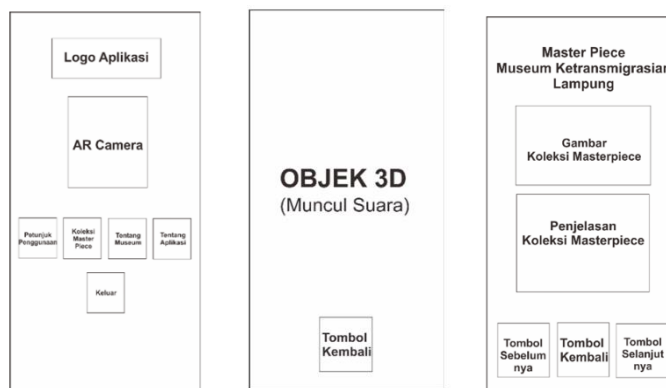 Logo Aplikasi
AR Camera
Petunjuk
Penggusaan
Koleksi
Master
Piece
Tentang
Museum
Tentang
Aplikasi
Keluar
OBJEK 3D
(Muncul Suara)
Tombol
Kembali
Master Piece
Museum Ketransmigrasian
Lampung
Gambar
Koleksi Masterpiece
Penjelasan
Koleksi Masterpiece
Tombol
Sebelum
nya
Tombol
Kembali
Tombol
Selanjut
nya